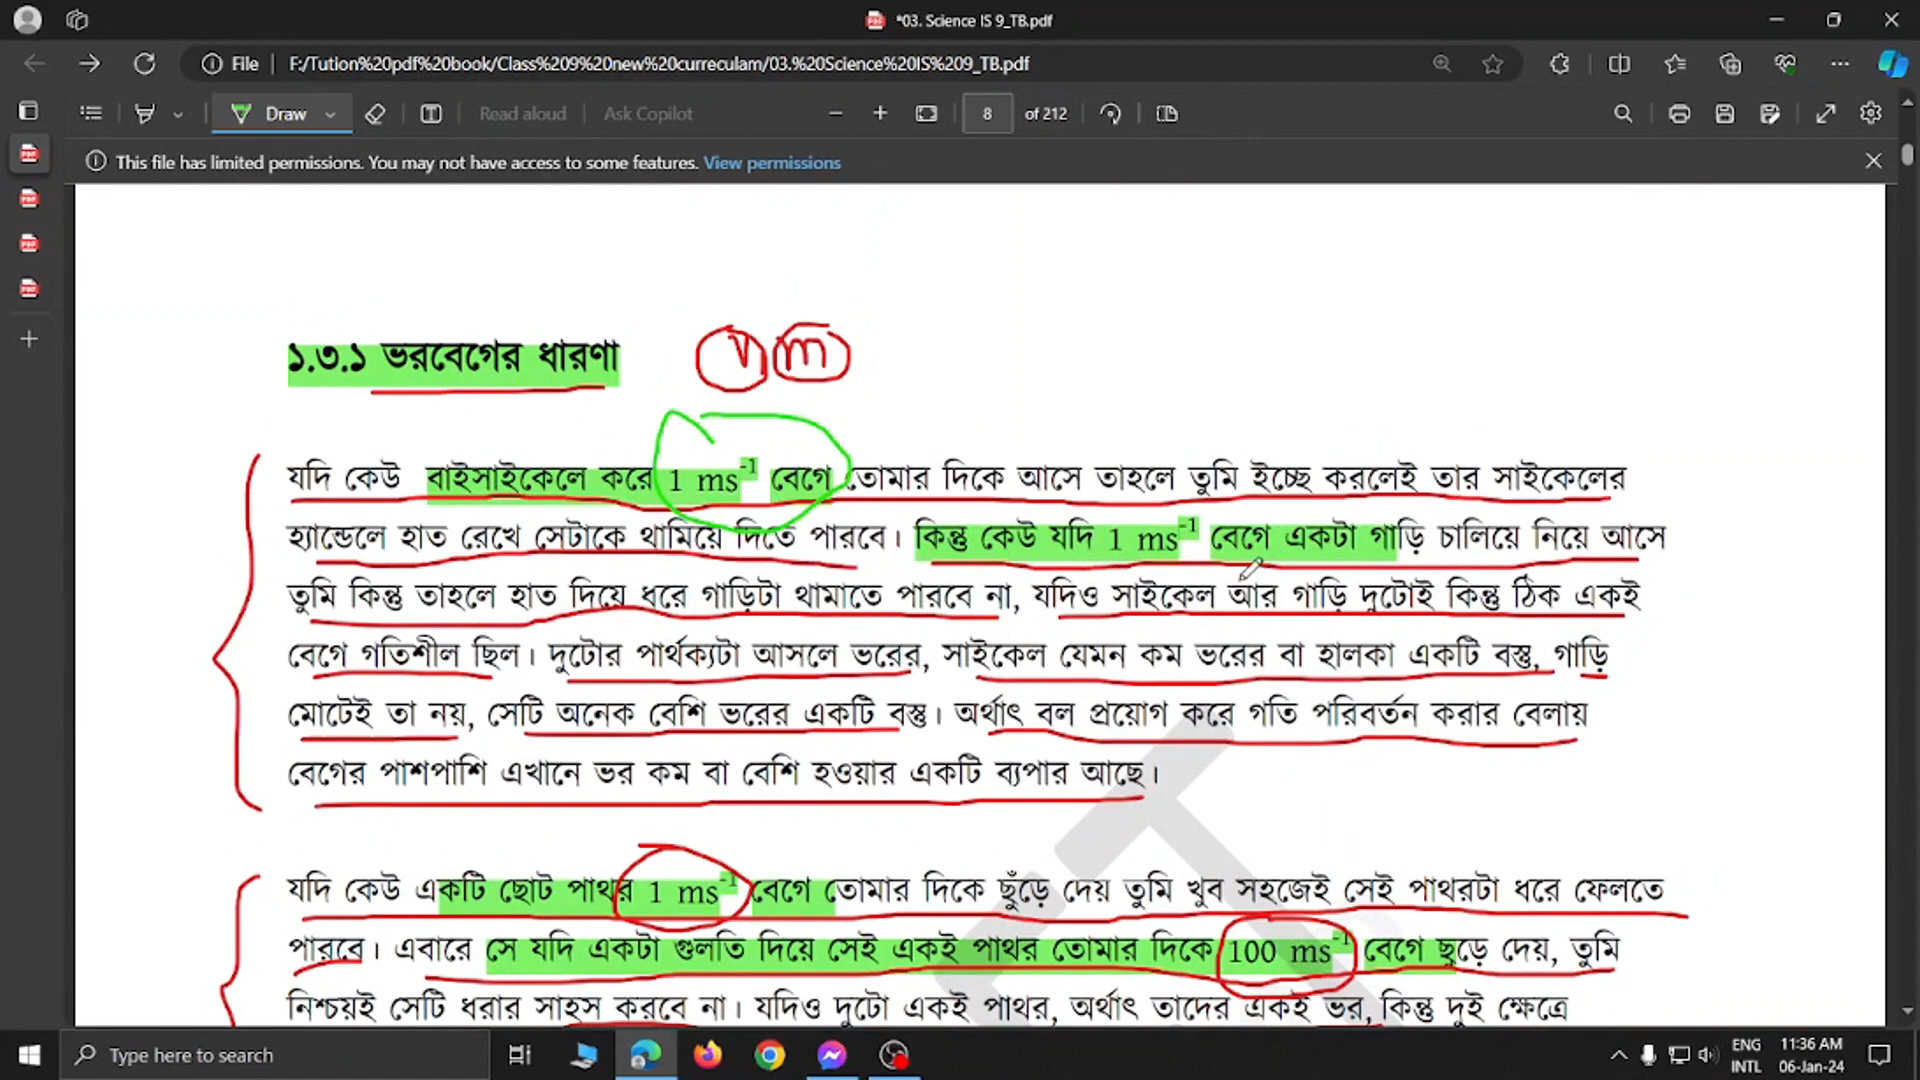 *03. Science IS 9_TB.pdf
File F:/Tution%20pdf%20book/Class%209%20new%20curreculam/03.%20Science%20IS%209_TB.pdf
Draw Read aloud Ask Copilot 8 of 212
This file has limited permissions. You may not have access to some features. View permissions
১.৩.১ ভরবেগের ধারণা v m
যদি কেউ বাইসাইকেলে করে 1 ms⁻¹ বেগে তোমার দিকে আসে তাহলে তুমি ইচ্ছে করলেই তার সাইকেলের
হ্যান্ডেলে হাত রেখে সেটাকে থামিয়ে দিতে পারবে। কিন্তু কেউ যদি 1 ms⁻¹ বেগে একটা গাড়ি চালিয়ে নিয়ে আসে
তুমি কিন্তু তাহলে হাত দিয়ে ধরে গাড়িটা থামাতে পারবে না, যদিও সাইকেল আর গাড়ি দুটোই কিন্তু ঠিক একই
বেগে গতিশীল ছিল। দুটোর পার্থক্যটা আসলে ভরের, সাইকেল যেমন কম ভরের বা হালকা একটি বস্তু, গাড়ি
মোটেই তা নয়, সেটি অনেক বেশি ভরের একটি বস্তু। অর্থাৎ বল প্রয়োগ করে গতি পরিবর্তন করার বেলায়
বেগের পাশপাশি এখানে ভর কম বা বেশি হওয়ার একটি ব্যপার আছে।
যদি কেউ একটি ছোট পাথর 1 ms⁻¹ বেগে তোমার দিকে ছুঁড়ে দেয় তুমি খুব সহজেই সেই পাথরটা ধরে ফেলতে
পারবে। এবারে সে যদি একটা গুলতি দিয়ে সেই একই পাথর তোমার দিকে 100 ms⁻¹ বেগে ছুড়ে দেয়, তুমি
নিশ্চয়ই সেটি ধরার সাহস করবে না। যদিও দুটো একই পাথর, অর্থাৎ তাদের একই ভর, কিন্তু দুই ক্ষেত্রে
Type here to search ENG INTL 11:36 AM 06-Jan-24